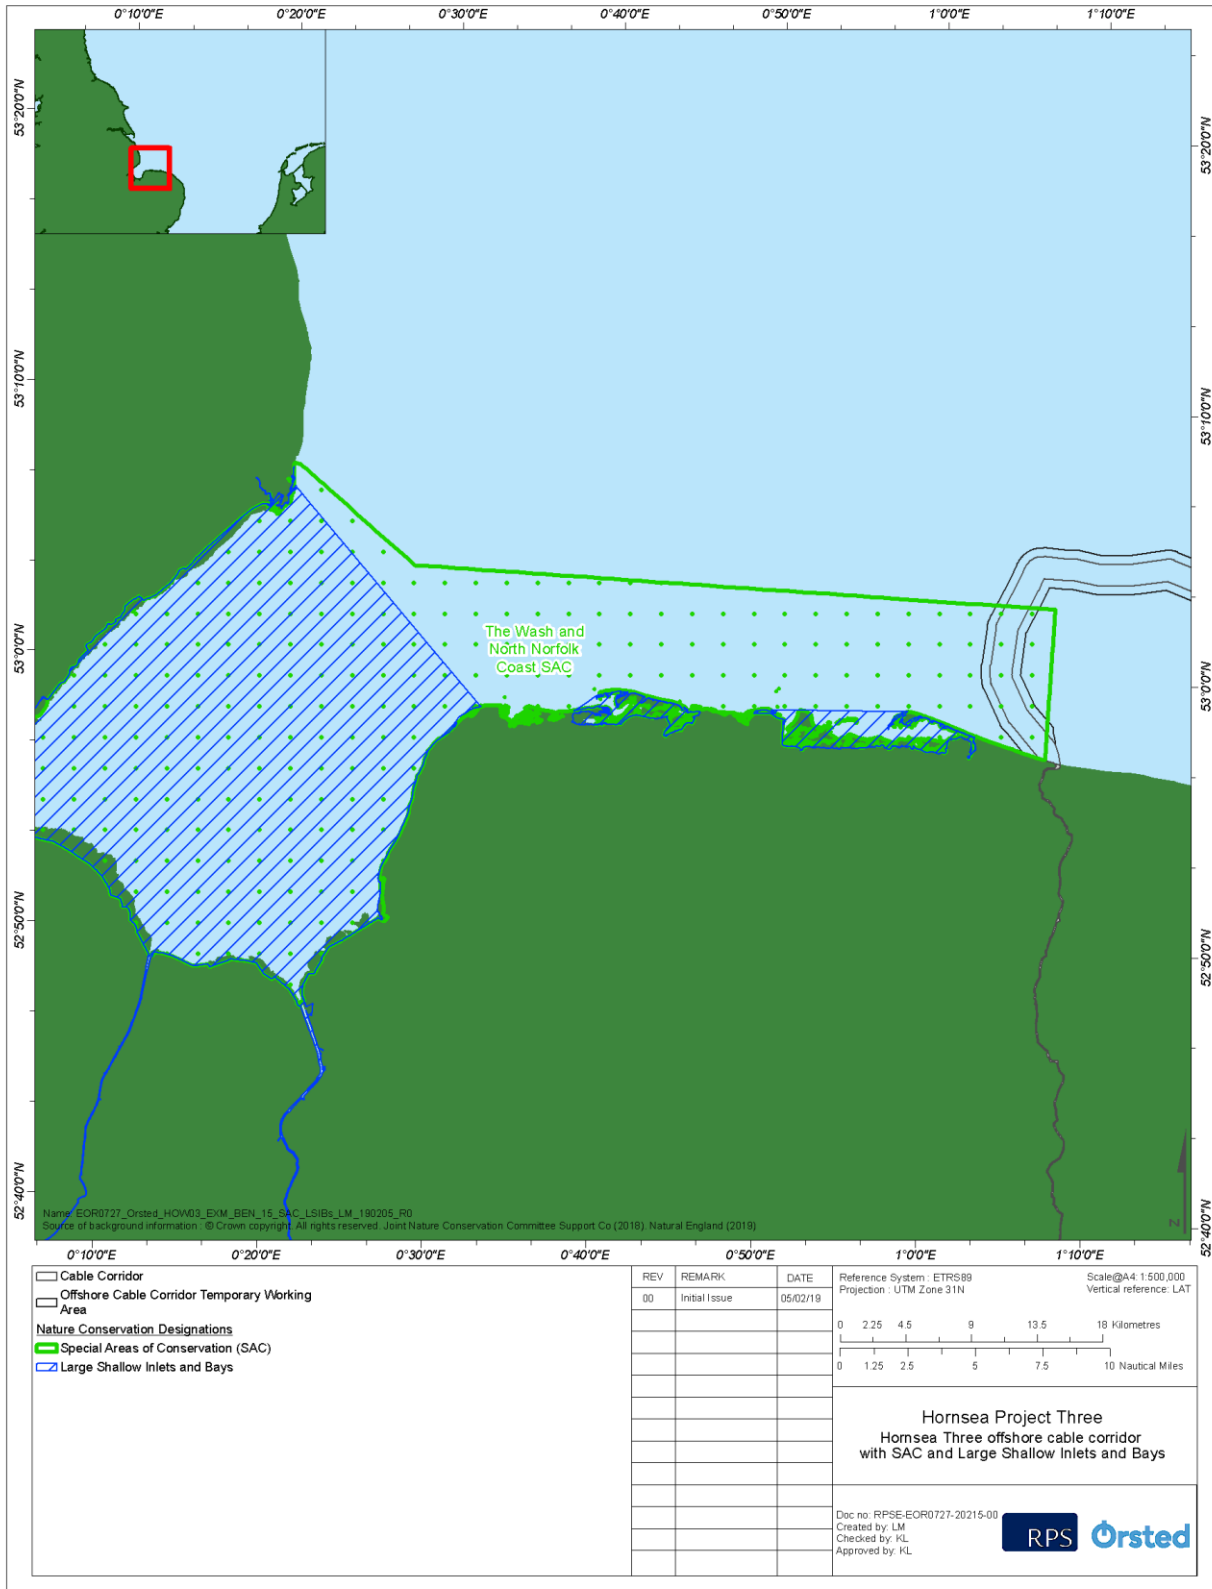 0°10'0"E 0°20'0"E 0°30'0"E 0°40'0"E 0°50'0"E 1°0'0"E 1°10'0"E
53°20'0"N
53°20'0"N
53°10'0"N
53°10'0"N
53°0'0"N
53°0'0"N
52°50'0"N
52°50'0"N
52°40'0"N
52°40'0"N
The Wash and
North Norfolk
Coast SAC
N
Name: EOR0727_Orsted_HOW03_EXM_BEN_15_SAC_LSIBs_LM_190205_R0
Source of background information : © Crown copyright. All rights reserved. Joint Nature Conservation Committee Support Co (2018). Natural England (2019)
0°10'0"E 0°20'0"E 0°30'0"E 0°40'0"E 0°50'0"E 1°0'0"E 1°10'0"E
Cable Corridor
Offshore Cable Corridor Temporary Working
Area
Nature Conservation Designations
Special Areas of Conservation (SAC)
Large Shallow Inlets and Bays
REV REMARK DATE
00 Initial Issue 05/02/19
Reference System : ETRS89 Scale@A4: 1:500,000
Projection : UTM Zone 31N Vertical reference: LAT
0 2.25 4.5 9 13.5 18 Kilometres
0 1.25 2.5 5 7.5 10 Nautical Miles
Hornsea Project Three
Hornsea Three offshore cable corridor
with SAC and Large Shallow Inlets and Bays
Doc no: RPSE-EOR0727-20215-00
Created by: LM
Checked by: KL
Approved by: KL
RPS Orsted